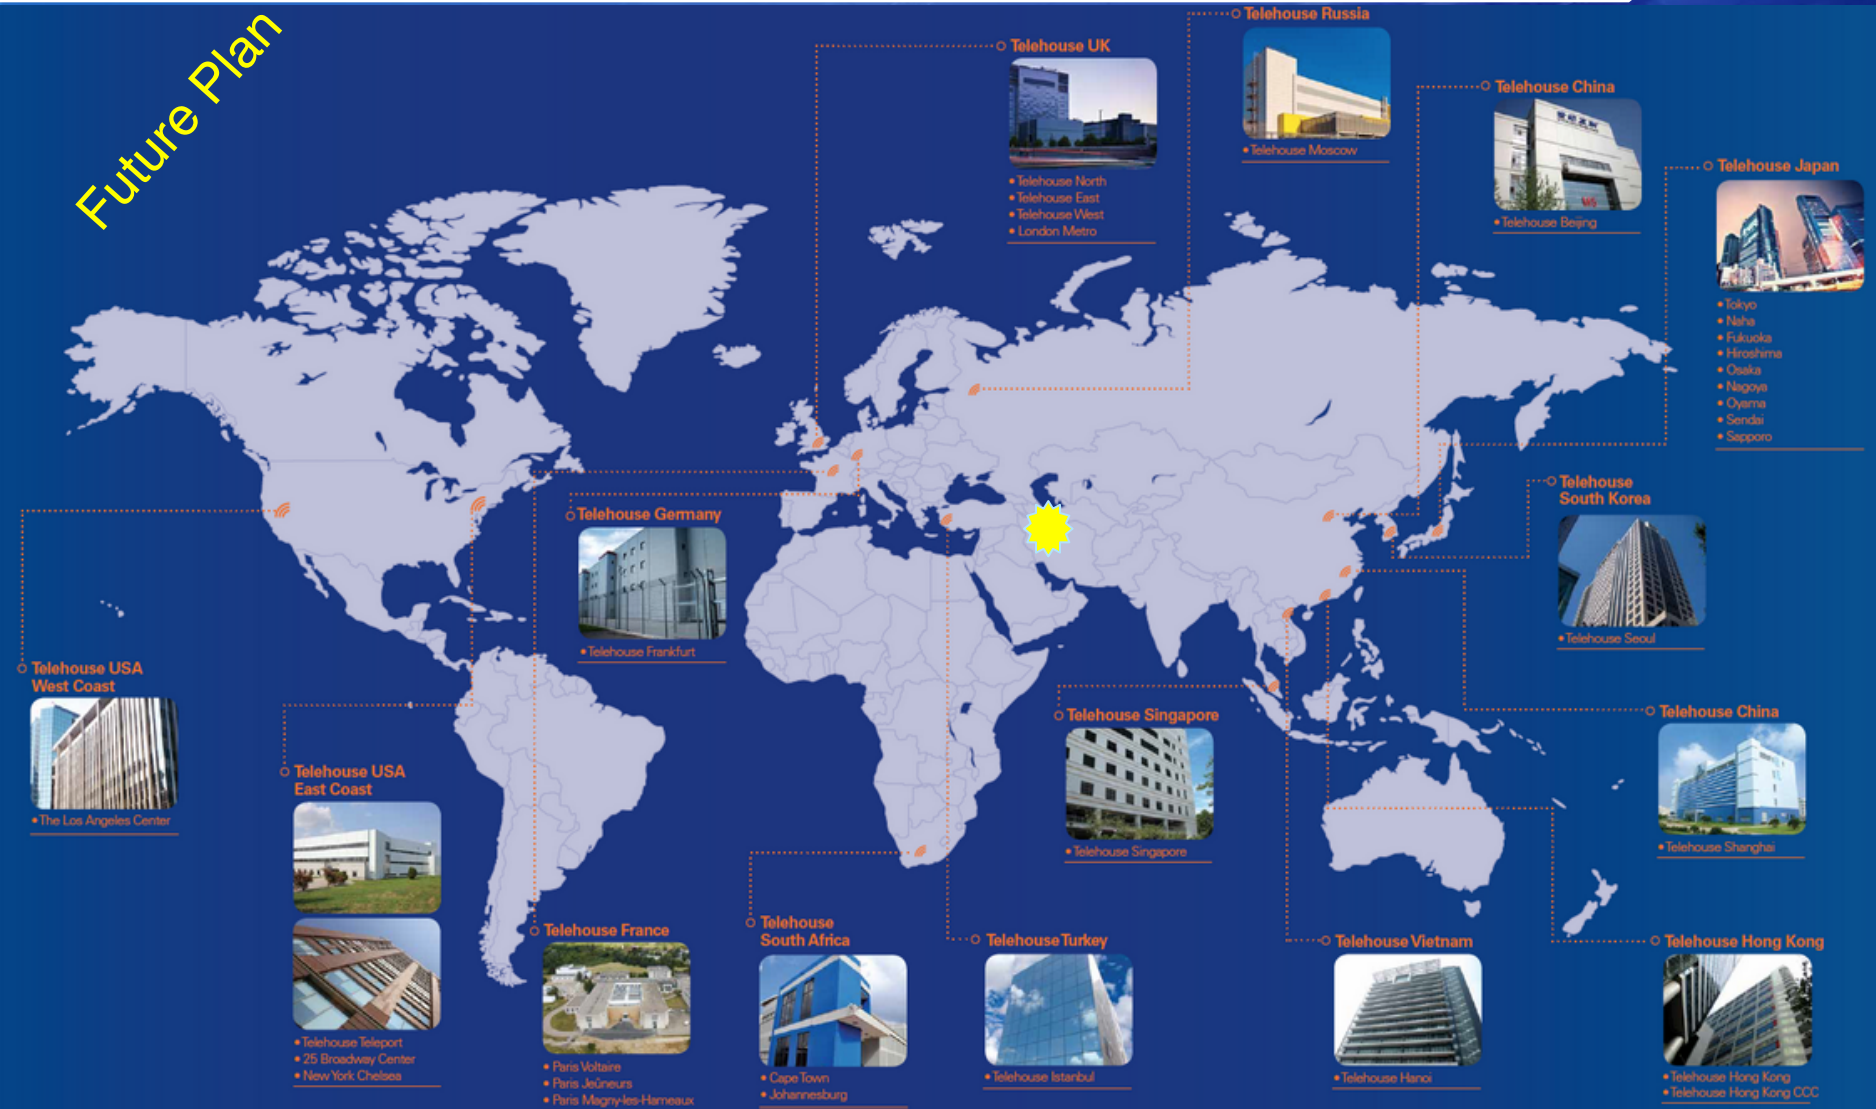 Future Plan
Telehouse Russia
Telehouse Moscow
Telehouse UK
Telehouse North
Telehouse East
Telehouse West
London Metro
Telehouse China
Telehouse Beijing
Telehouse Japan
Tokyo
Naha
Fukuoka
Hiroshima
Osaka
Nagoya
Oyama
Sendai
Sapporo
Telehouse
South Korea
Telehouse Seoul
Telehouse Germany
Telehouse Frankfurt
Telehouse USA
West Coast
The Los Angeles Center
Telehouse USA
East Coast
Telehouse Teleport
25 Broadway Center
New York Chelsea
Telehouse Singapore
Telehouse Singapore
Telehouse China
Telehouse Shanghai
Telehouse France
Paris Voltaire
Paris Jeûneurs
Paris Magny-les-Hameaux
Telehouse
South Africa
Cape Town
Johannesburg
Telehouse Turkey
Telehouse Istanbul
Telehouse Vietnam
Telehouse Hanoi
Telehouse Hong Kong
Telehouse Hong Kong
Telehouse Hong Kong CCC